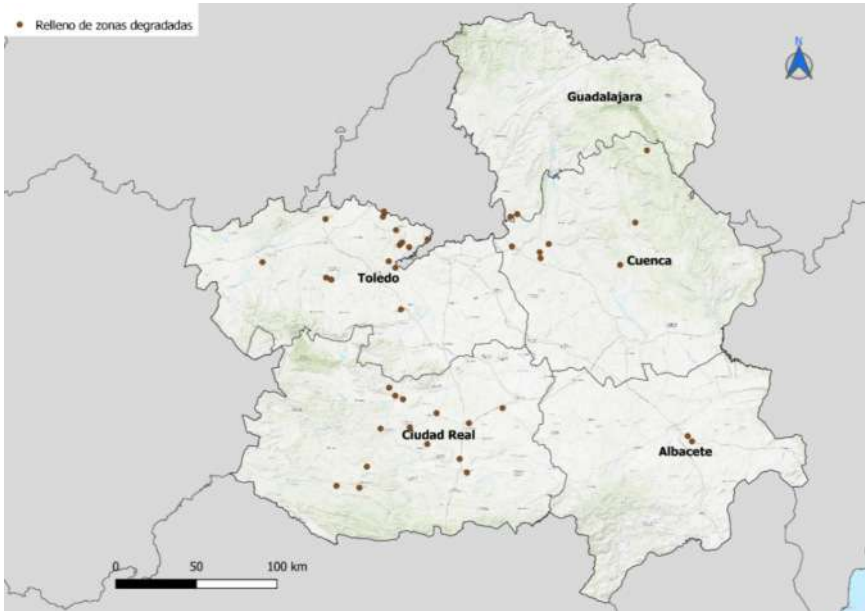 Relleno de zonas degradadas
N
Guadalajara
Cuenca
Toledo
Ciudad Real
Albacete
0 50 100 km